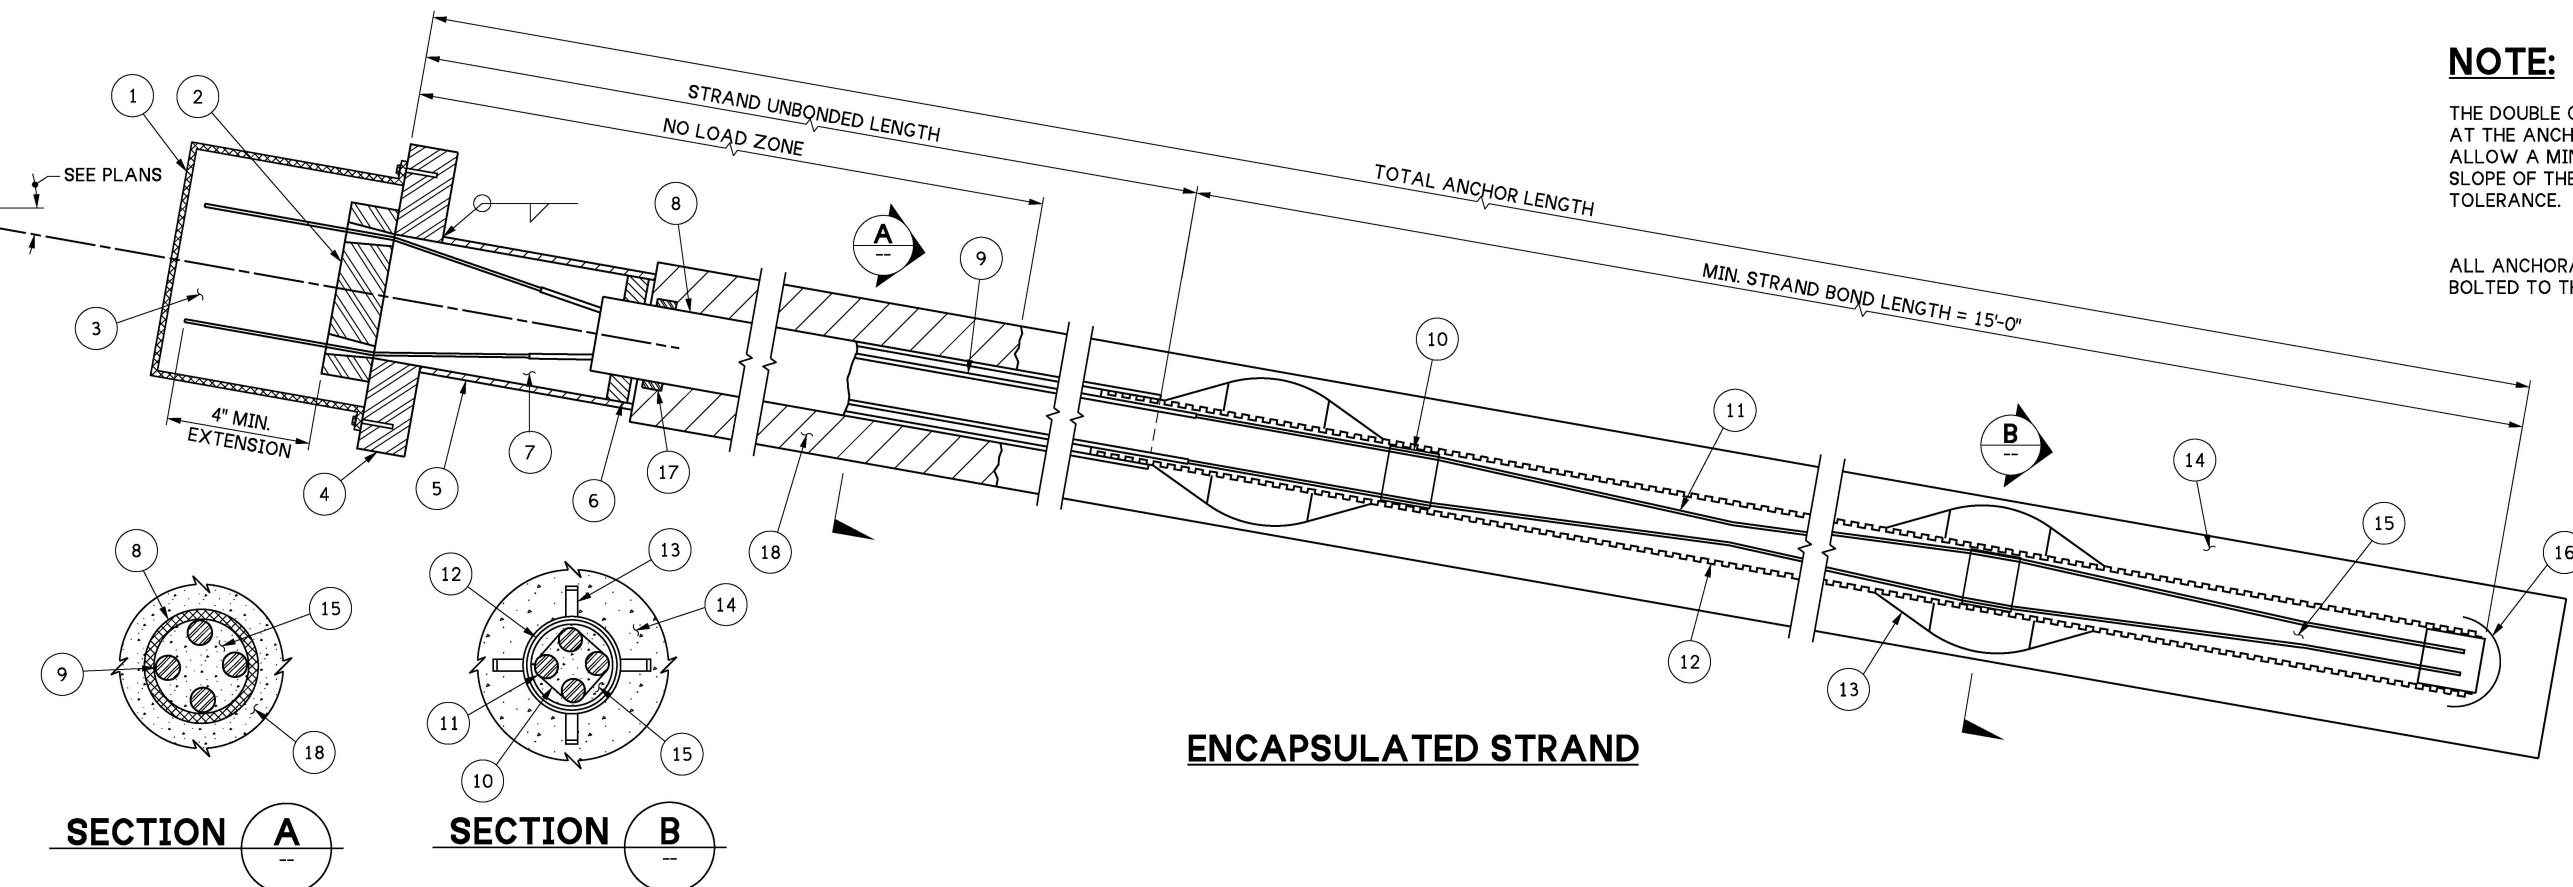 NOTE:
THE DOUBLE
AT THE ANCH
ALLOW A MIN
SLOPE OF THE
TOLERANCE.
ALL ANCHORA
BOLTED TO TH
STRAND UNBONDED LENGTH
NO LOAD ZONE
TOTAL ANCHOR LENGTH
MIN. STRAND BOND LENGTH = 15'-0"
SEE PLANS
1
2
3
4
5
6
7
8
9
10
11
12
13
14
15
16
17
18
A
--
B
--
4" MIN.
EXTENSION
8
15
9
18
12
13
14
11
10
15
ENCAPSULATED STRAND
SECTION A
--
SECTION B
--